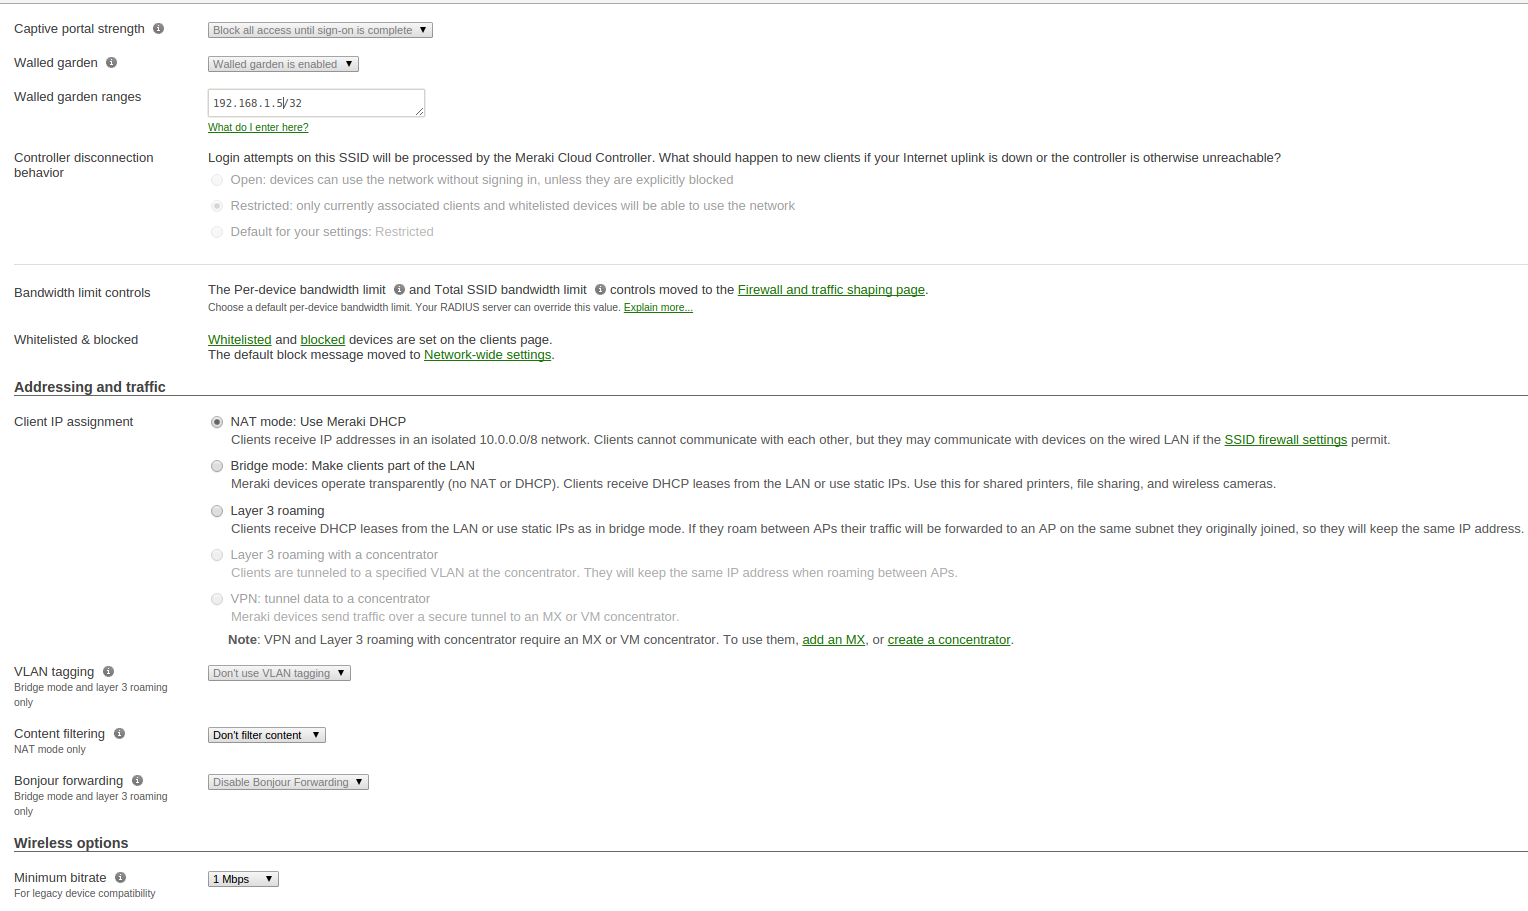 Captive portal strength
Block all access until sign-on is complete
Walled garden
Walled garden is enabled
Walled garden ranges
192.168.1.5/32
What do I enter here?
Controller disconnection
behavior
Login attempts on this SSID will be processed by the Meraki Cloud Controller. What should happen to new clients if your Internet uplink is down or the controller is otherwise unreachable?
Open: devices can use the network without signing in, unless they are explicitly blocked
Restricted: only currently associated clients and whitelisted devices will be able to use the network
Default for your settings: Restricted
Bandwidth limit controls
The Per-device bandwidth limit and Total SSID bandwidth limit controls moved to the Firewall and traffic shaping page.
Choose a default per-device bandwidth limit. Your RADIUS server can override this value. Explain more...
Whitelisted & blocked
Whitelisted and blocked devices are set on the clients page.
The default block message moved to Network-wide settings.
Addressing and traffic
Client IP assignment
NAT mode: Use Meraki DHCP
Clients receive IP addresses in an isolated 10.0.0.0/8 network. Clients cannot communicate with each other, but they may communicate with devices on the wired LAN if the SSID firewall settings permit.
Bridge mode: Make clients part of the LAN
Meraki devices operate transparently (no NAT or DHCP). Clients receive DHCP leases from the LAN or use static IPs. Use this for shared printers, file sharing, and wireless cameras.
Layer 3 roaming
Clients receive DHCP leases from the LAN or use static IPs as in bridge mode. If they roam between APs their traffic will be forwarded to an AP on the same subnet they originally joined, so they will keep the same IP address.
Layer 3 roaming with a concentrator
Clients are tunneled to a specified VLAN at the concentrator. They will keep the same IP address when roaming between APs.
VPN: tunnel data to a concentrator
Meraki devices send traffic over a secure tunnel to an MX or VM concentrator.
Note: VPN and Layer 3 roaming with concentrator require an MX or VM concentrator. To use them, add an MX, or create a concentrator.
VLAN tagging
Don't use VLAN tagging
Bridge mode and layer 3 roaming
only
Content filtering
Don't filter content
NAT mode only
Bonjour forwarding
Disable Bonjour Forwarding
Bridge mode and layer 3 roaming
only
Wireless options
Minimum bitrate
1 Mbps
For legacy device compatibility